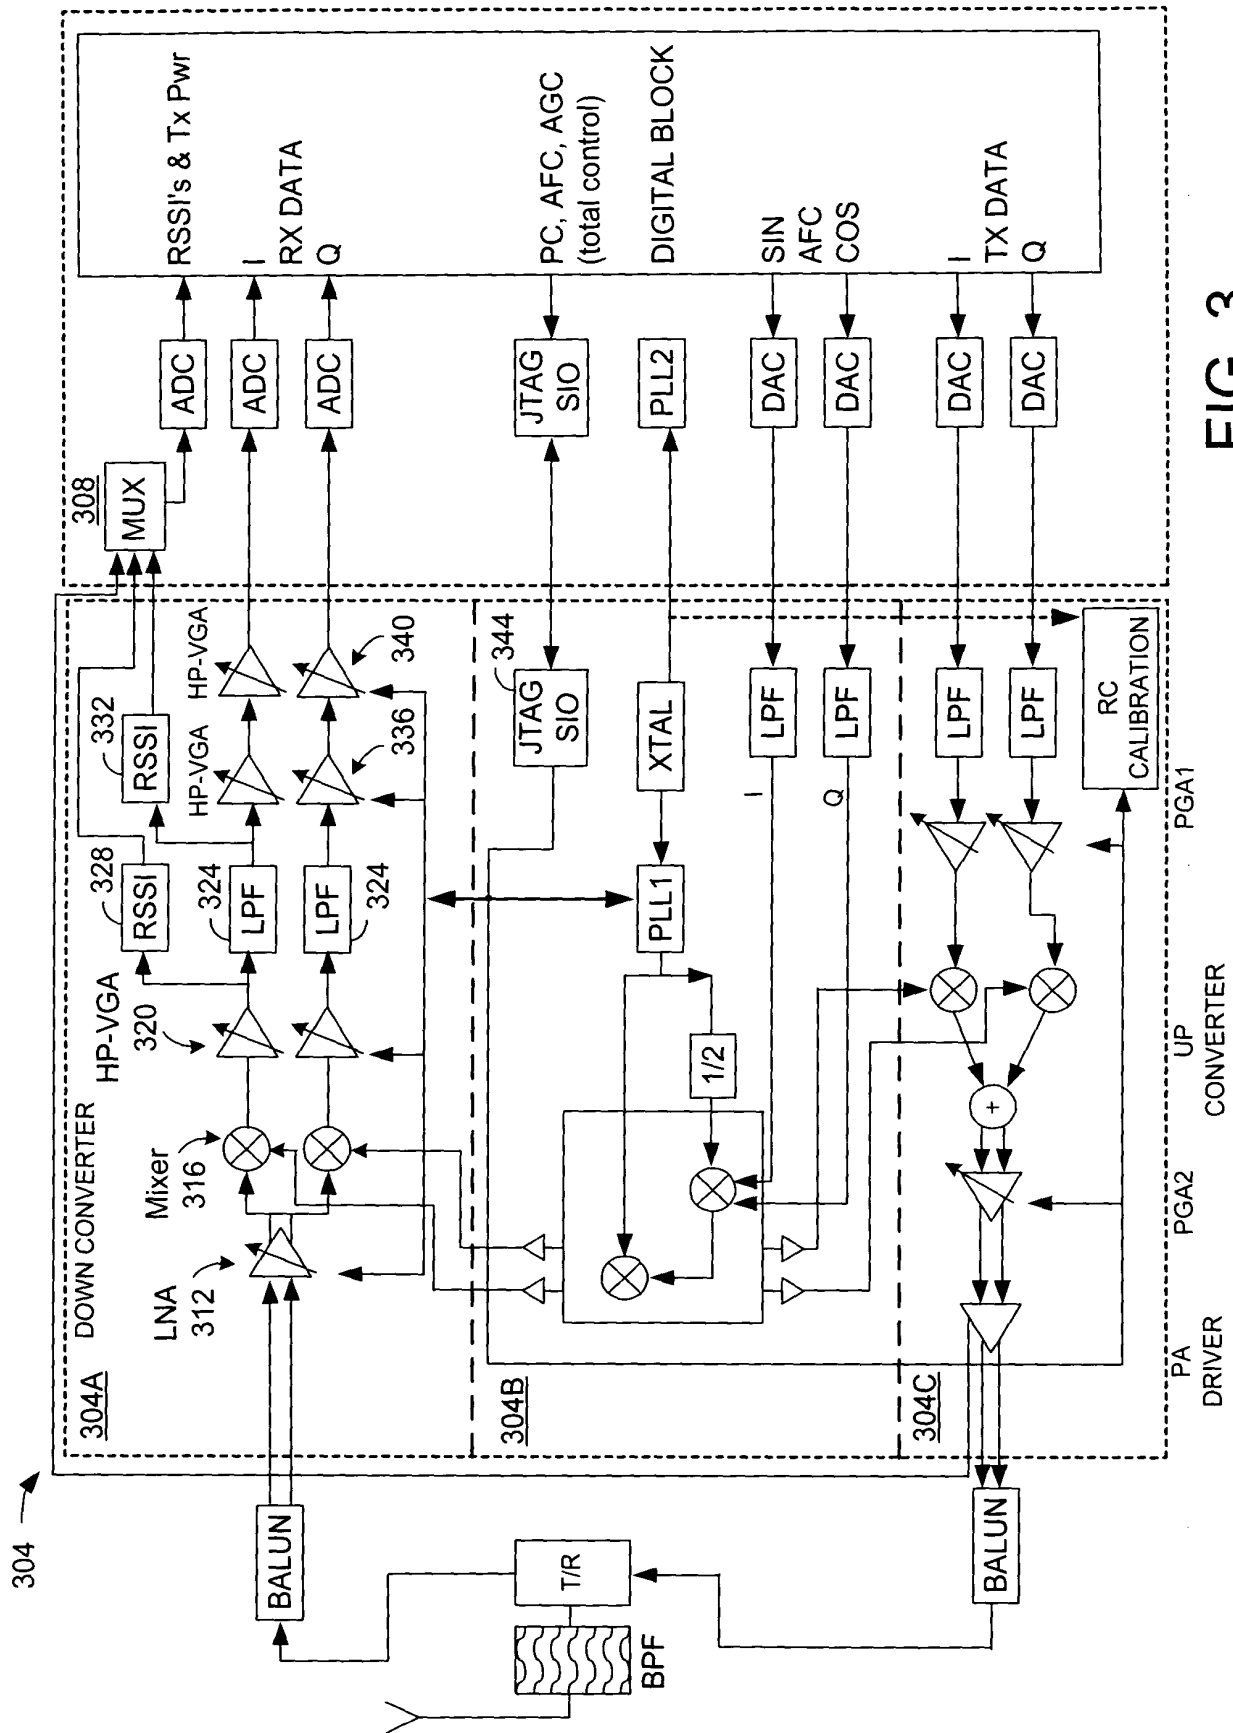 304
304A
DOWN CONVERTER
LNA
312
Mixer
316
HP-VGA
320
RSSI
328
LPF
324
LPF
324
RSSI
332
HP-VGA
336
HP-VGA
340
308
MUX
ADC
ADC
ADC
RSSI's & Tx Pwr
I
RX DATA
Q
BALUN
T/R
BPF
304B
JTAG
SIO
344
JTAG
SIO
PC, AFC, AGC
(total control)
PLL1
XTAL
PLL2
DIGITAL BLOCK
1/2
I
Q
LPF
LPF
DAC
DAC
SIN
AFC
COS
304C
BALUN
+
LPF
LPF
DAC
DAC
I
TX DATA
Q
RC
CALIBRATION
PA
DRIVER
PGA2
UP
CONVERTER
PGA1
FIG. 3